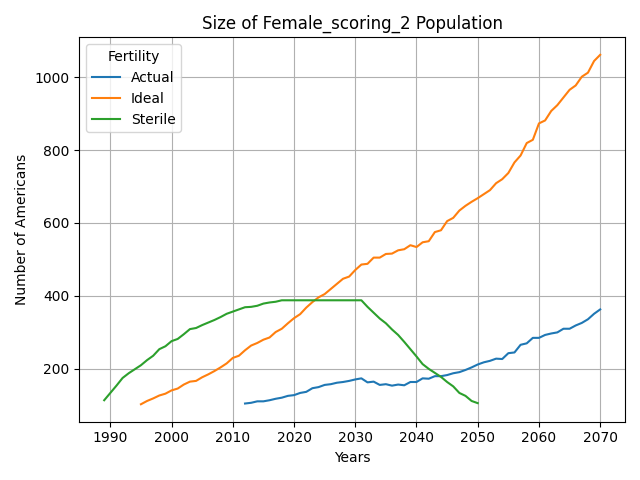 Size of Female_scoring_2 Population
Fertility
Actual
Ideal
Sterile
Number of Americans
1000
800
600
400
200
1990 2000 2010 2020 2030 2040 2050 2060 2070
Years